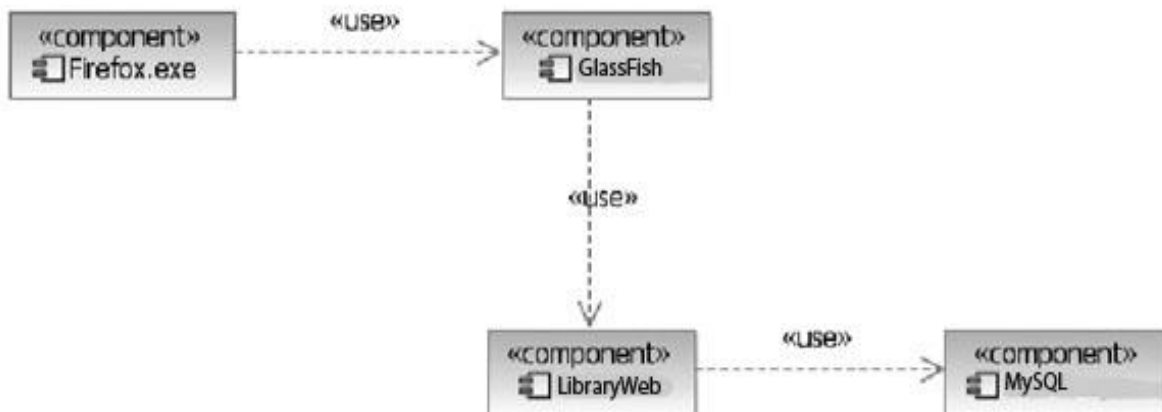 «use»
«component»
Firefox.exe
«component»
GlassFish
«use»
«component»
LibraryWeb
«use»
«component»
MySQL